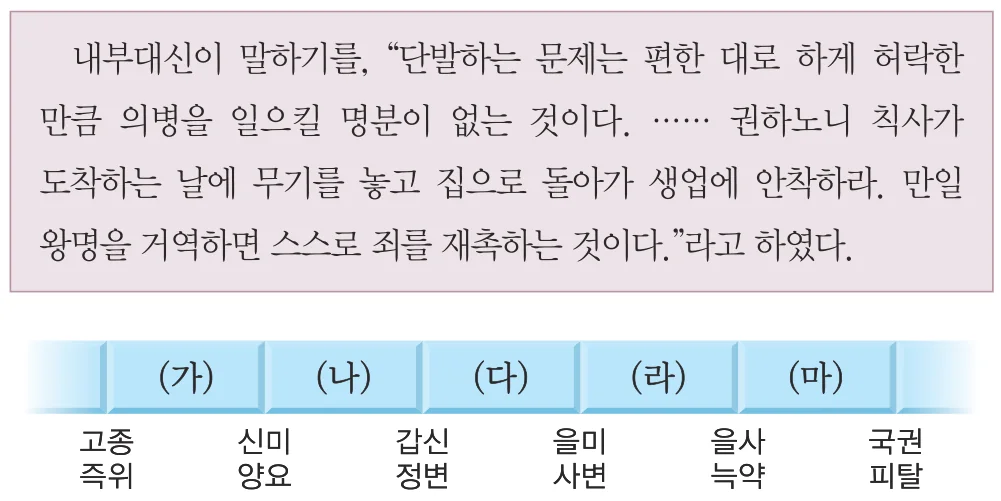 내부대신이 말하기를, “단발하는 문제는 편한 대로 하게 허락한
만큼 의병을 일으킬 명분이 없는 것이다. …… 권하노니 칙사가
도착하는 날에 무기를 놓고 집으로 돌아가 생업에 안착하라. 만일
왕명을 거역하면 스스로 죄를 재촉하는 것이다.”라고 하였다.
(가) (나) (다) (라) (마)
고종 신미 갑신 을미 을사 국권
즉위 양요 정변 사변 늑약 피탈